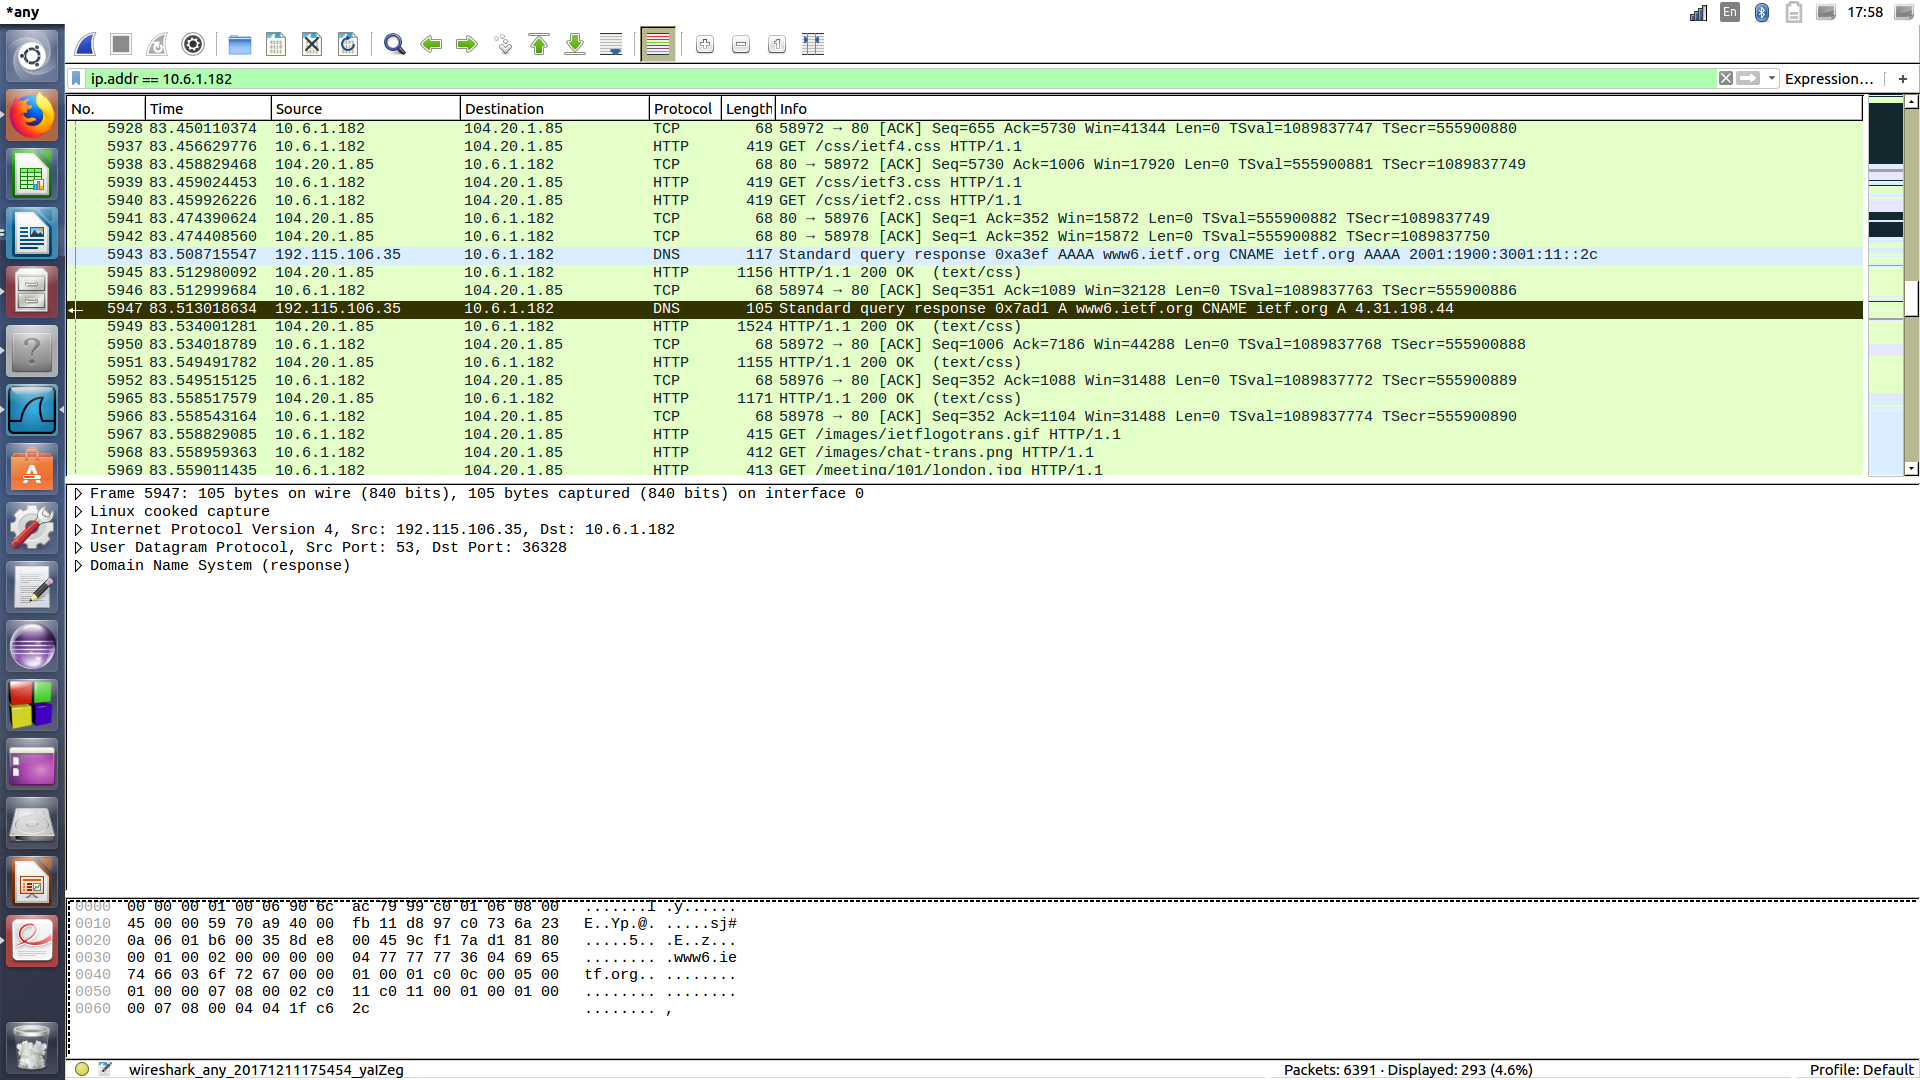 *any
En
17:58
ip.addr == 10.6.1.182
Expression… +
No. Time Source Destination Protocol Length Info
5928 83.450110374 10.6.1.182 104.20.1.85 TCP 68 58972 → 80 [ACK] Seq=655 Ack=5730 Win=41344 Len=0 TSval=1089837747 TSecr=555900880
5937 83.456629776 10.6.1.182 104.20.1.85 HTTP 419 GET /css/ietf4.css HTTP/1.1
5938 83.458829468 104.20.1.85 10.6.1.182 TCP 68 80 → 58972 [ACK] Seq=5730 Ack=1006 Win=17920 Len=0 TSval=555900881 TSecr=1089837749
5939 83.459024453 10.6.1.182 104.20.1.85 HTTP 419 GET /css/ietf3.css HTTP/1.1
5940 83.459926226 10.6.1.182 104.20.1.85 HTTP 419 GET /css/ietf2.css HTTP/1.1
5941 83.474390624 104.20.1.85 10.6.1.182 TCP 68 80 → 58976 [ACK] Seq=1 Ack=352 Win=15872 Len=0 TSval=555900882 TSecr=1089837749
5942 83.474408560 104.20.1.85 10.6.1.182 TCP 68 80 → 58978 [ACK] Seq=1 Ack=352 Win=15872 Len=0 TSval=555900882 TSecr=1089837750
5943 83.508715547 192.115.106.35 10.6.1.182 DNS 117 Standard query response 0xa3ef AAAA www6.ietf.org CNAME ietf.org AAAA 2001:1900:3001:11::2c
5945 83.512980092 104.20.1.85 10.6.1.182 HTTP 1156 HTTP/1.1 200 OK (text/css)
5946 83.512999684 10.6.1.182 104.20.1.85 TCP 68 58974 → 80 [ACK] Seq=351 Ack=1089 Win=32128 Len=0 TSval=1089837763 TSecr=555900886
5947 83.513018634 192.115.106.35 10.6.1.182 DNS 105 Standard query response 0x7ad1 A www6.ietf.org CNAME ietf.org A 4.31.198.44
5949 83.534001281 104.20.1.85 10.6.1.182 HTTP 1524 HTTP/1.1 200 OK (text/css)
5950 83.534018789 10.6.1.182 104.20.1.85 TCP 68 58972 → 80 [ACK] Seq=1006 Ack=7186 Win=44288 Len=0 TSval=1089837768 TSecr=555900888
5951 83.549491782 104.20.1.85 10.6.1.182 HTTP 1155 HTTP/1.1 200 OK (text/css)
5952 83.549515125 10.6.1.182 104.20.1.85 TCP 68 58976 → 80 [ACK] Seq=352 Ack=1088 Win=31488 Len=0 TSval=1089837772 TSecr=555900889
5965 83.558517579 104.20.1.85 10.6.1.182 HTTP 1171 HTTP/1.1 200 OK (text/css)
5966 83.558543164 10.6.1.182 104.20.1.85 TCP 68 58978 → 80 [ACK] Seq=352 Ack=1104 Win=31488 Len=0 TSval=1089837774 TSecr=555900890
5967 83.558829085 10.6.1.182 104.20.1.85 HTTP 415 GET /images/ietflogotrans.gif HTTP/1.1
5968 83.558959363 10.6.1.182 104.20.1.85 HTTP 412 GET /images/chat-trans.png HTTP/1.1
5969 83.559011435 10.6.1.182 104.20.1.85 HTTP 413 GET /meeting/101/london.jpg HTTP/1.1
Frame 5947: 105 bytes on wire (840 bits), 105 bytes captured (840 bits) on interface 0
Linux cooked capture
Internet Protocol Version 4, Src: 192.115.106.35, Dst: 10.6.1.182
User Datagram Protocol, Src Port: 53, Dst Port: 36328
Domain Name System (response)
0000 00 00 00 01 00 06 90 6c ac 79 99 c0 01 06 08 00 .......l .y......
0010 45 00 00 59 70 a9 40 00 fb 11 d8 97 c0 73 6a 23 E..Yp.@. .....sj#
0020 0a 06 01 b6 00 35 8d e8 00 45 9c f1 7a d1 81 80 .....5.. .E..z...
0030 00 01 00 02 00 00 00 00 04 77 77 77 36 04 69 65 ........ .www6.ie
0040 74 66 03 6f 72 67 00 00 01 00 01 c0 0c 00 05 00 tf.org.. ........
0050 01 00 00 07 08 00 02 c0 11 c0 11 00 01 00 01 00 ........ ........
0060 00 07 08 00 04 04 1f c6 2c ........ ,
wireshark_any_20171211175454_yaIZeg
Packets: 6391 · Displayed: 293 (4.6%)
Profile: Default